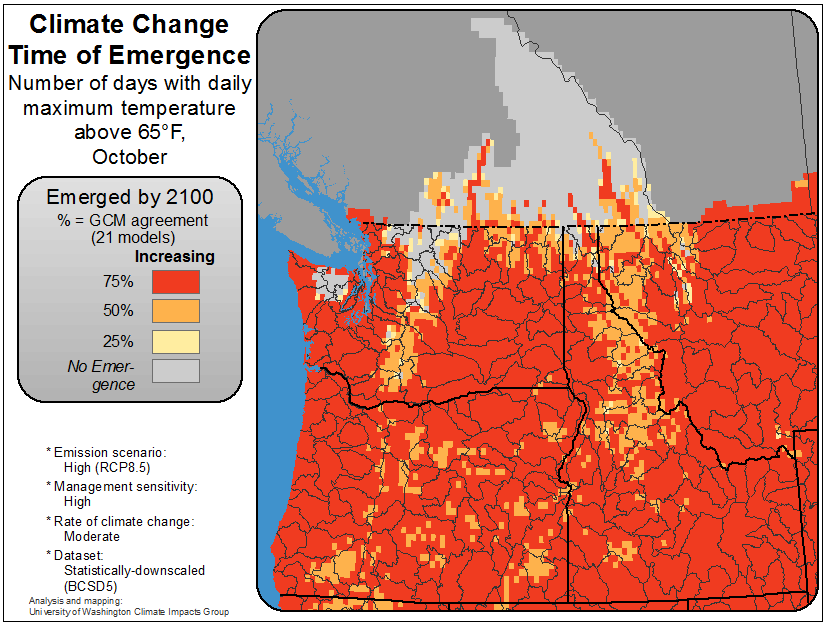 Climate Change
Time of Emergence
Number of days with daily
maximum temperature
above 65°F,
October
Emerged by 2100
% = GCM agreement
(21 models)
Increasing
75%
50%
25%
No Emer-
gence
* Emission scenario:
High (RCP8.5)
* Management sensitivity:
High
* Rate of climate change:
Moderate
* Dataset:
Statistically-downscaled
(BCSD5)
Analysis and mapping:
University of Washington Climate Impacts Group